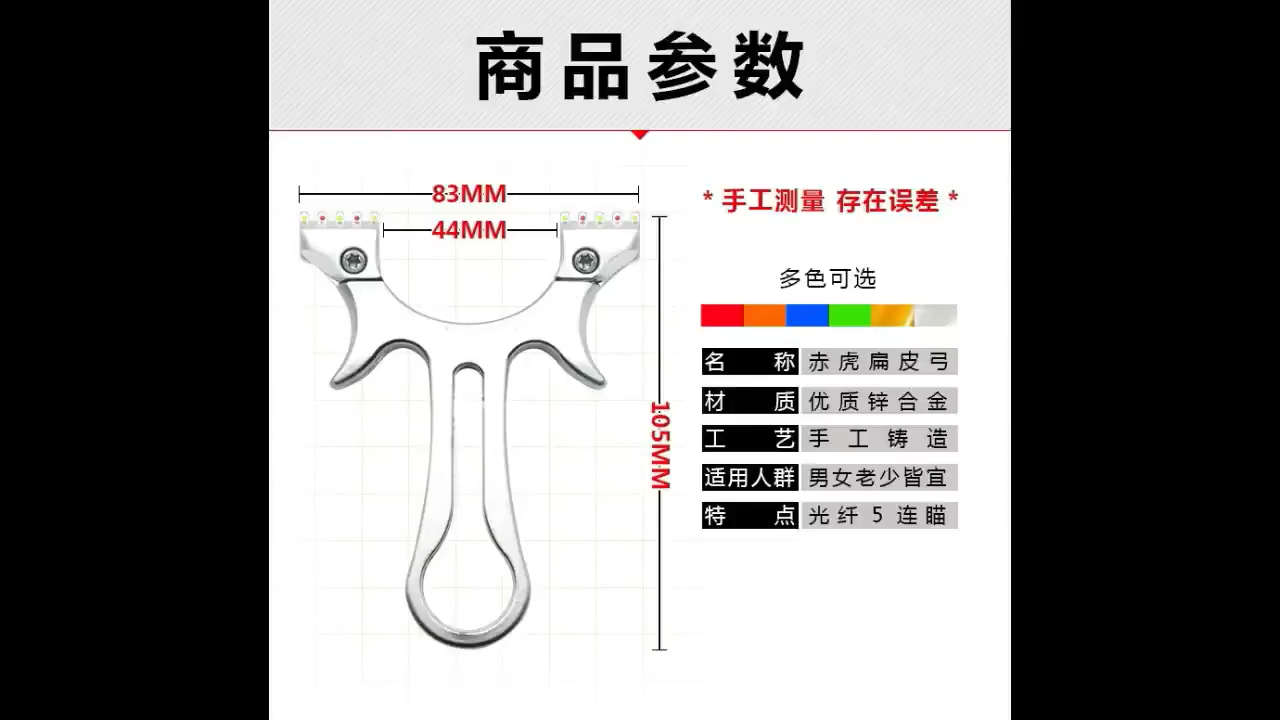 商品参数
83MM
44MM
105MM
* 手工测量 存在误差 *
多色可选
名称 赤虎扁皮弓
材质 优质锌合金
工艺 手工铸造
适用人群 男女老少皆宜
特点 光纤5连瞄